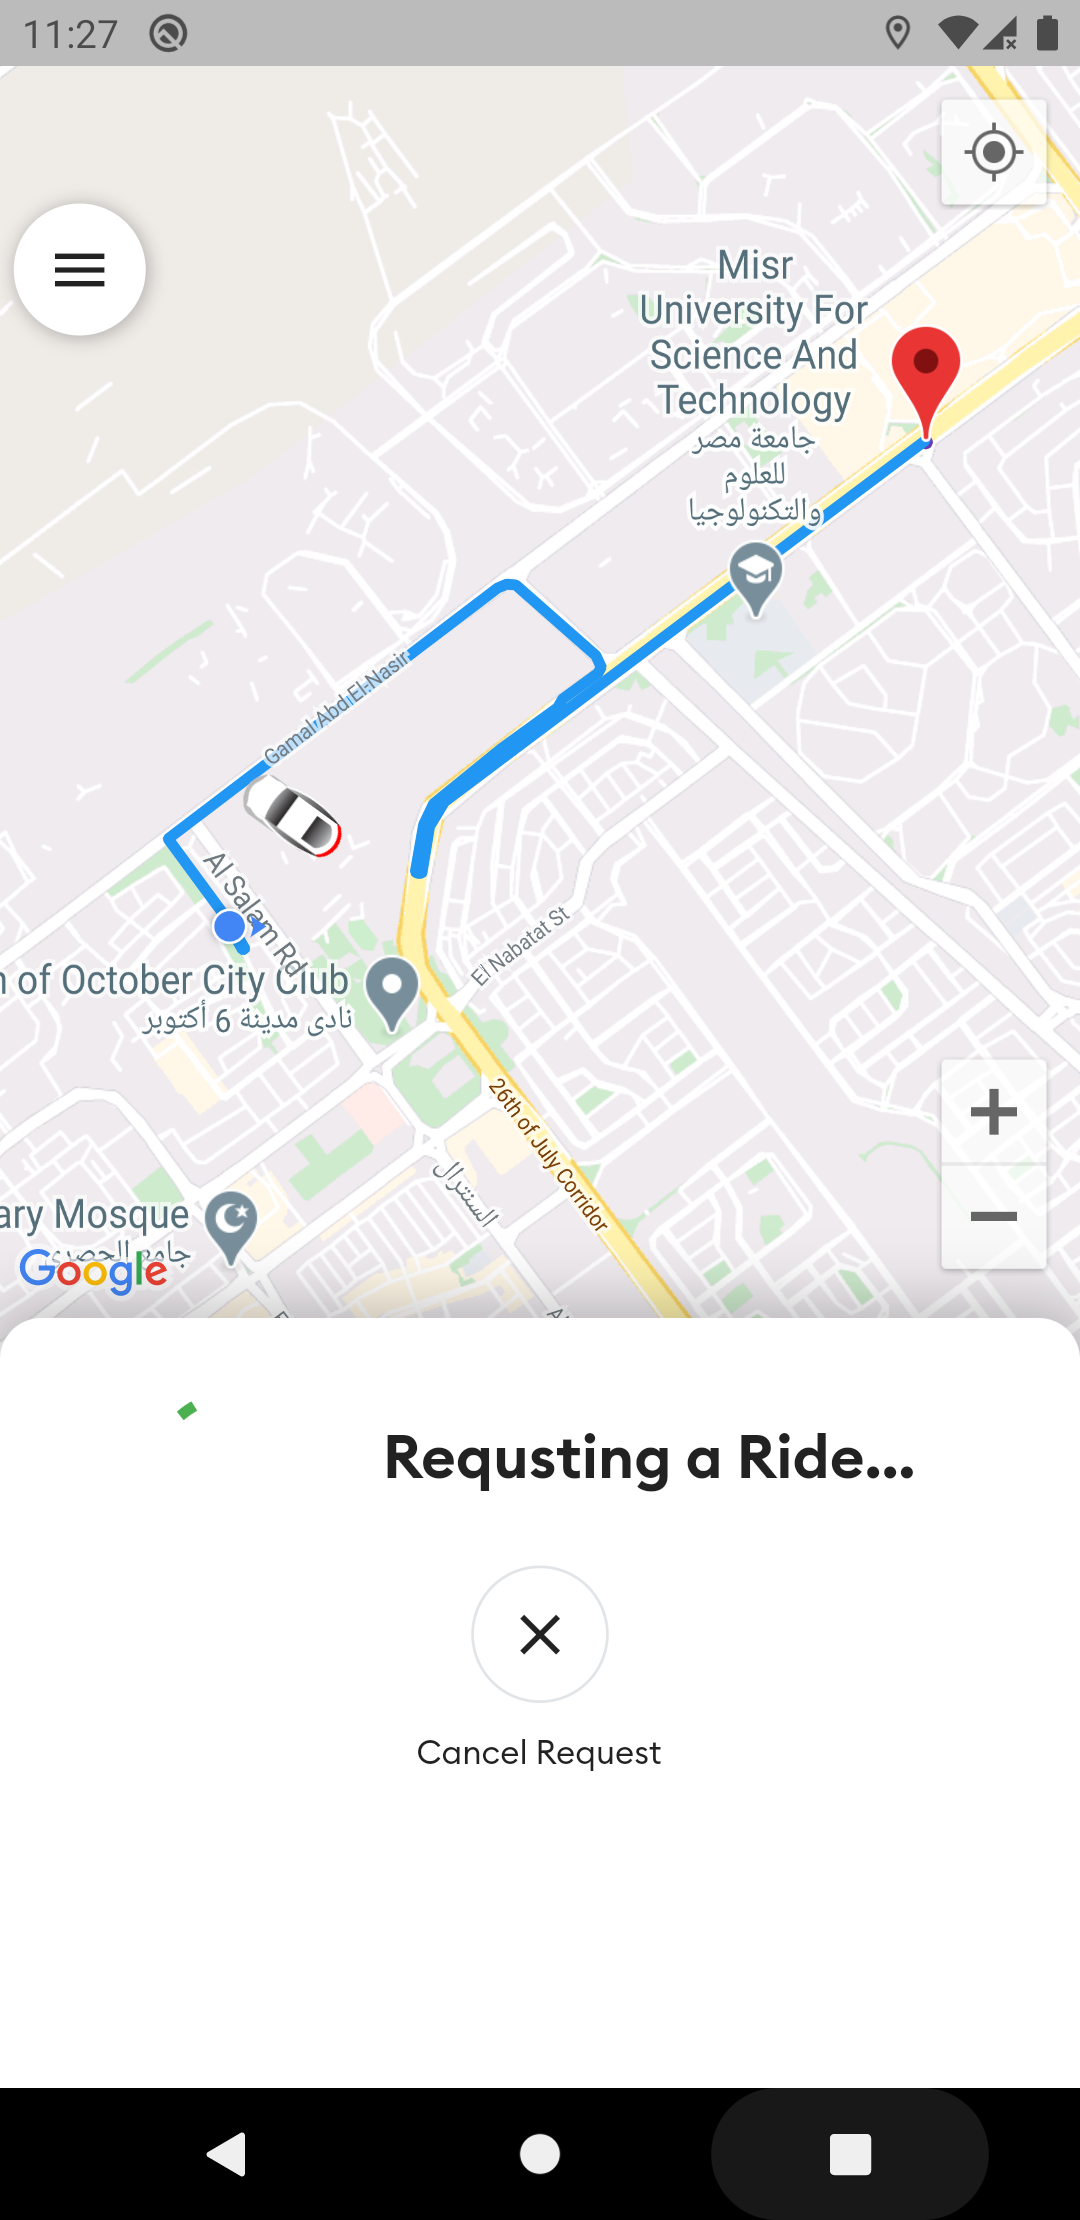 11:27
Misr
University For
Science And
Technology
جامعة مصر
للعلوم
والتكنولوجيا
Gamal Abd El-Nasir
Al Salam Rd
El Nabatat St
of October City Club
نادى مدينة 6 أكتوبر
26th of July Corridor
السنترال
ary Mosque
جامع الحصري
Google
Requsting a Ride...
Cancel Request